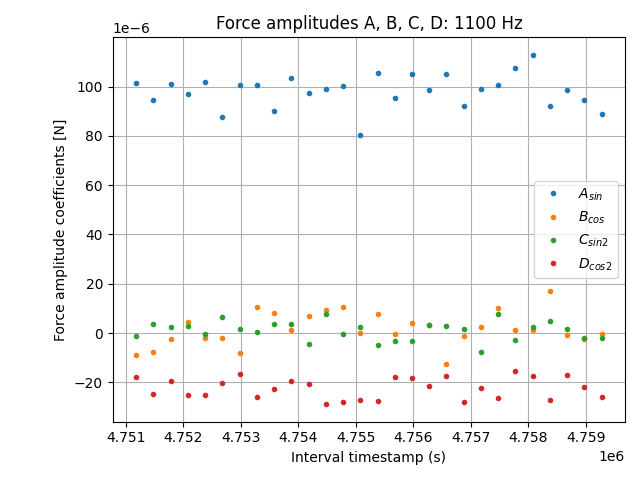 Force amplitudes A, B, C, D: 1100 Hz
1e−6
Force amplitude coefficients [N]
100
80
60
40
20
0
−20
A_sin
B_cos
C_sin2
D_cos2
4.751 4.752 4.753 4.754 4.755 4.756 4.757 4.758 4.759
Interval timestamp (s)
1e6